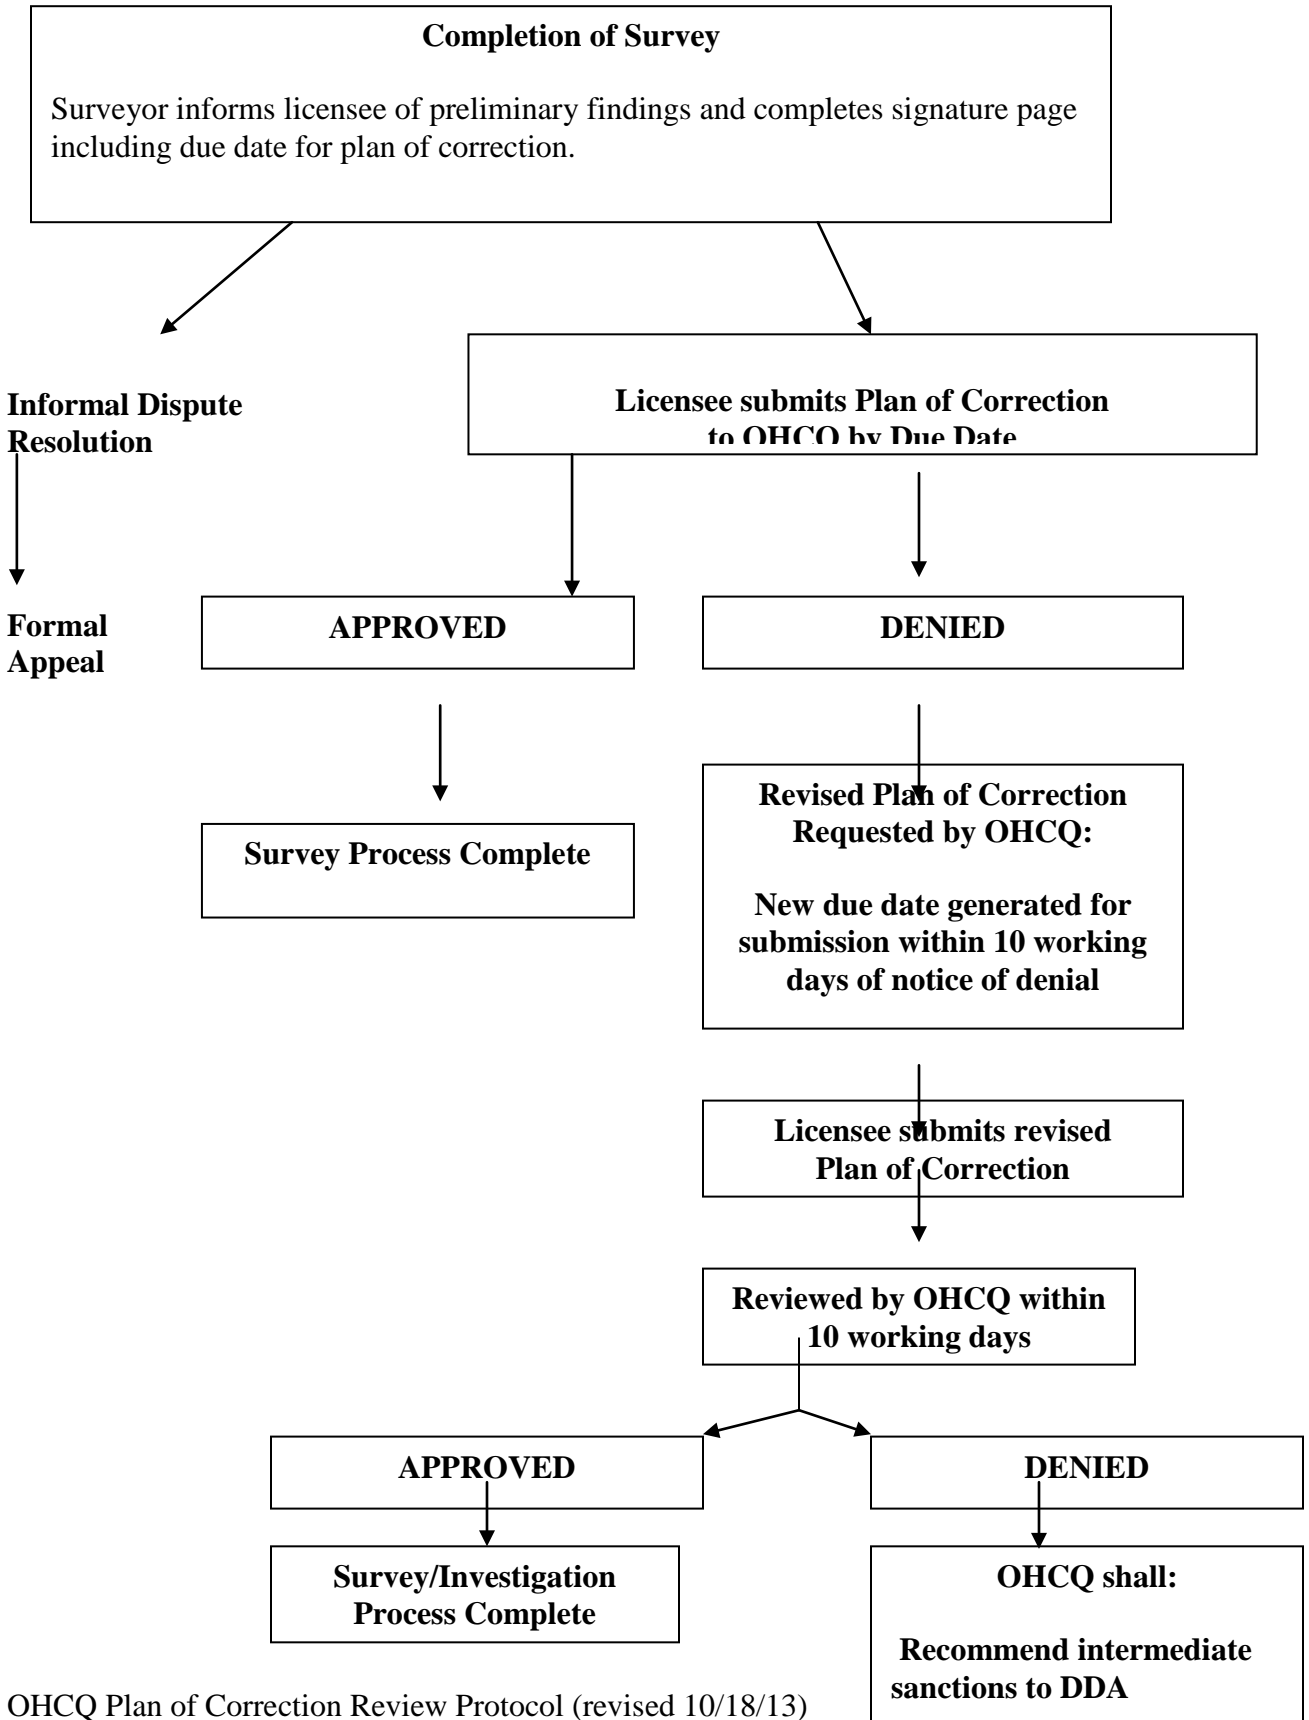 Completion of Survey
Surveyor informs licensee of preliminary findings and completes signature page
including due date for plan of correction.
Informal Dispute
Resolution
Licensee submits Plan of Correction
to OHCQ by Due Date
Formal
Appeal
APPROVED
DENIED
Survey Process Complete
Revised Plan of Correction
Requested by OHCQ:
New due date generated for
submission within 10 working
days of notice of denial
Licensee submits revised
Plan of Correction
Reviewed by OHCQ within
10 working days
APPROVED
DENIED
Survey/Investigation
Process Complete
OHCQ shall:
Recommend intermediate
sanctions to DDA
OHCQ Plan of Correction Review Protocol (revised 10/18/13)